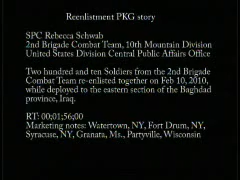 Reenlistment PKG story
SPC Rebecca Schwab
2nd Brigade Combat Team, 10th Mountain Division
United States Division Central Public Affairs Office
Two hundred and ten Soldiers from the 2nd Brigade
Combat Team re-enlisted together on Feb 10, 2010,
while deployed to the eastern section of the Baghdad
province, Iraq.
RT: 00;01;56;00
Marketing notes: Watertown, NY, Fort Drum, NY,
Syracuse, NY, Granata, Ms., Partyville, Wisconsin